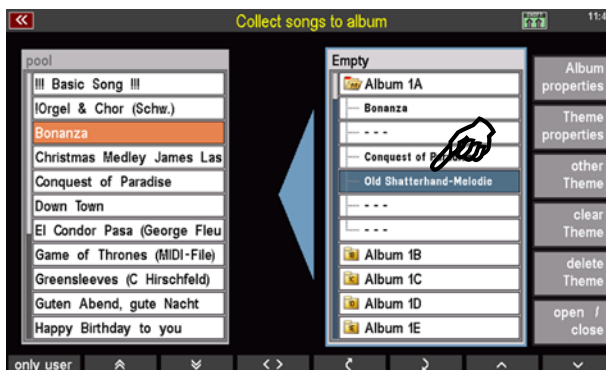 Collect songs to album
11:4
pool
!!! Basic Song !!!
!Orgel & Chor (Schw.)
Bonanza
Christmas Medley James Las
Conquest of Paradise
Down Town
El Condor Pasa (George Fleu
Game of Thrones (MIDI-File)
Greensleeves (C Hirschfeld)
Guten Abend, gute Nacht
Happy Birthday to you
Empty
Album 1A
Bonanza
- - -
Conquest of
Old Shatterhand-Melodie
- - -
- - -
Album 1B
Album 1C
Album 1D
Album 1E
Album
properties
Theme
properties
other
Theme
clear
Theme
delete
Theme
open /
close
only user